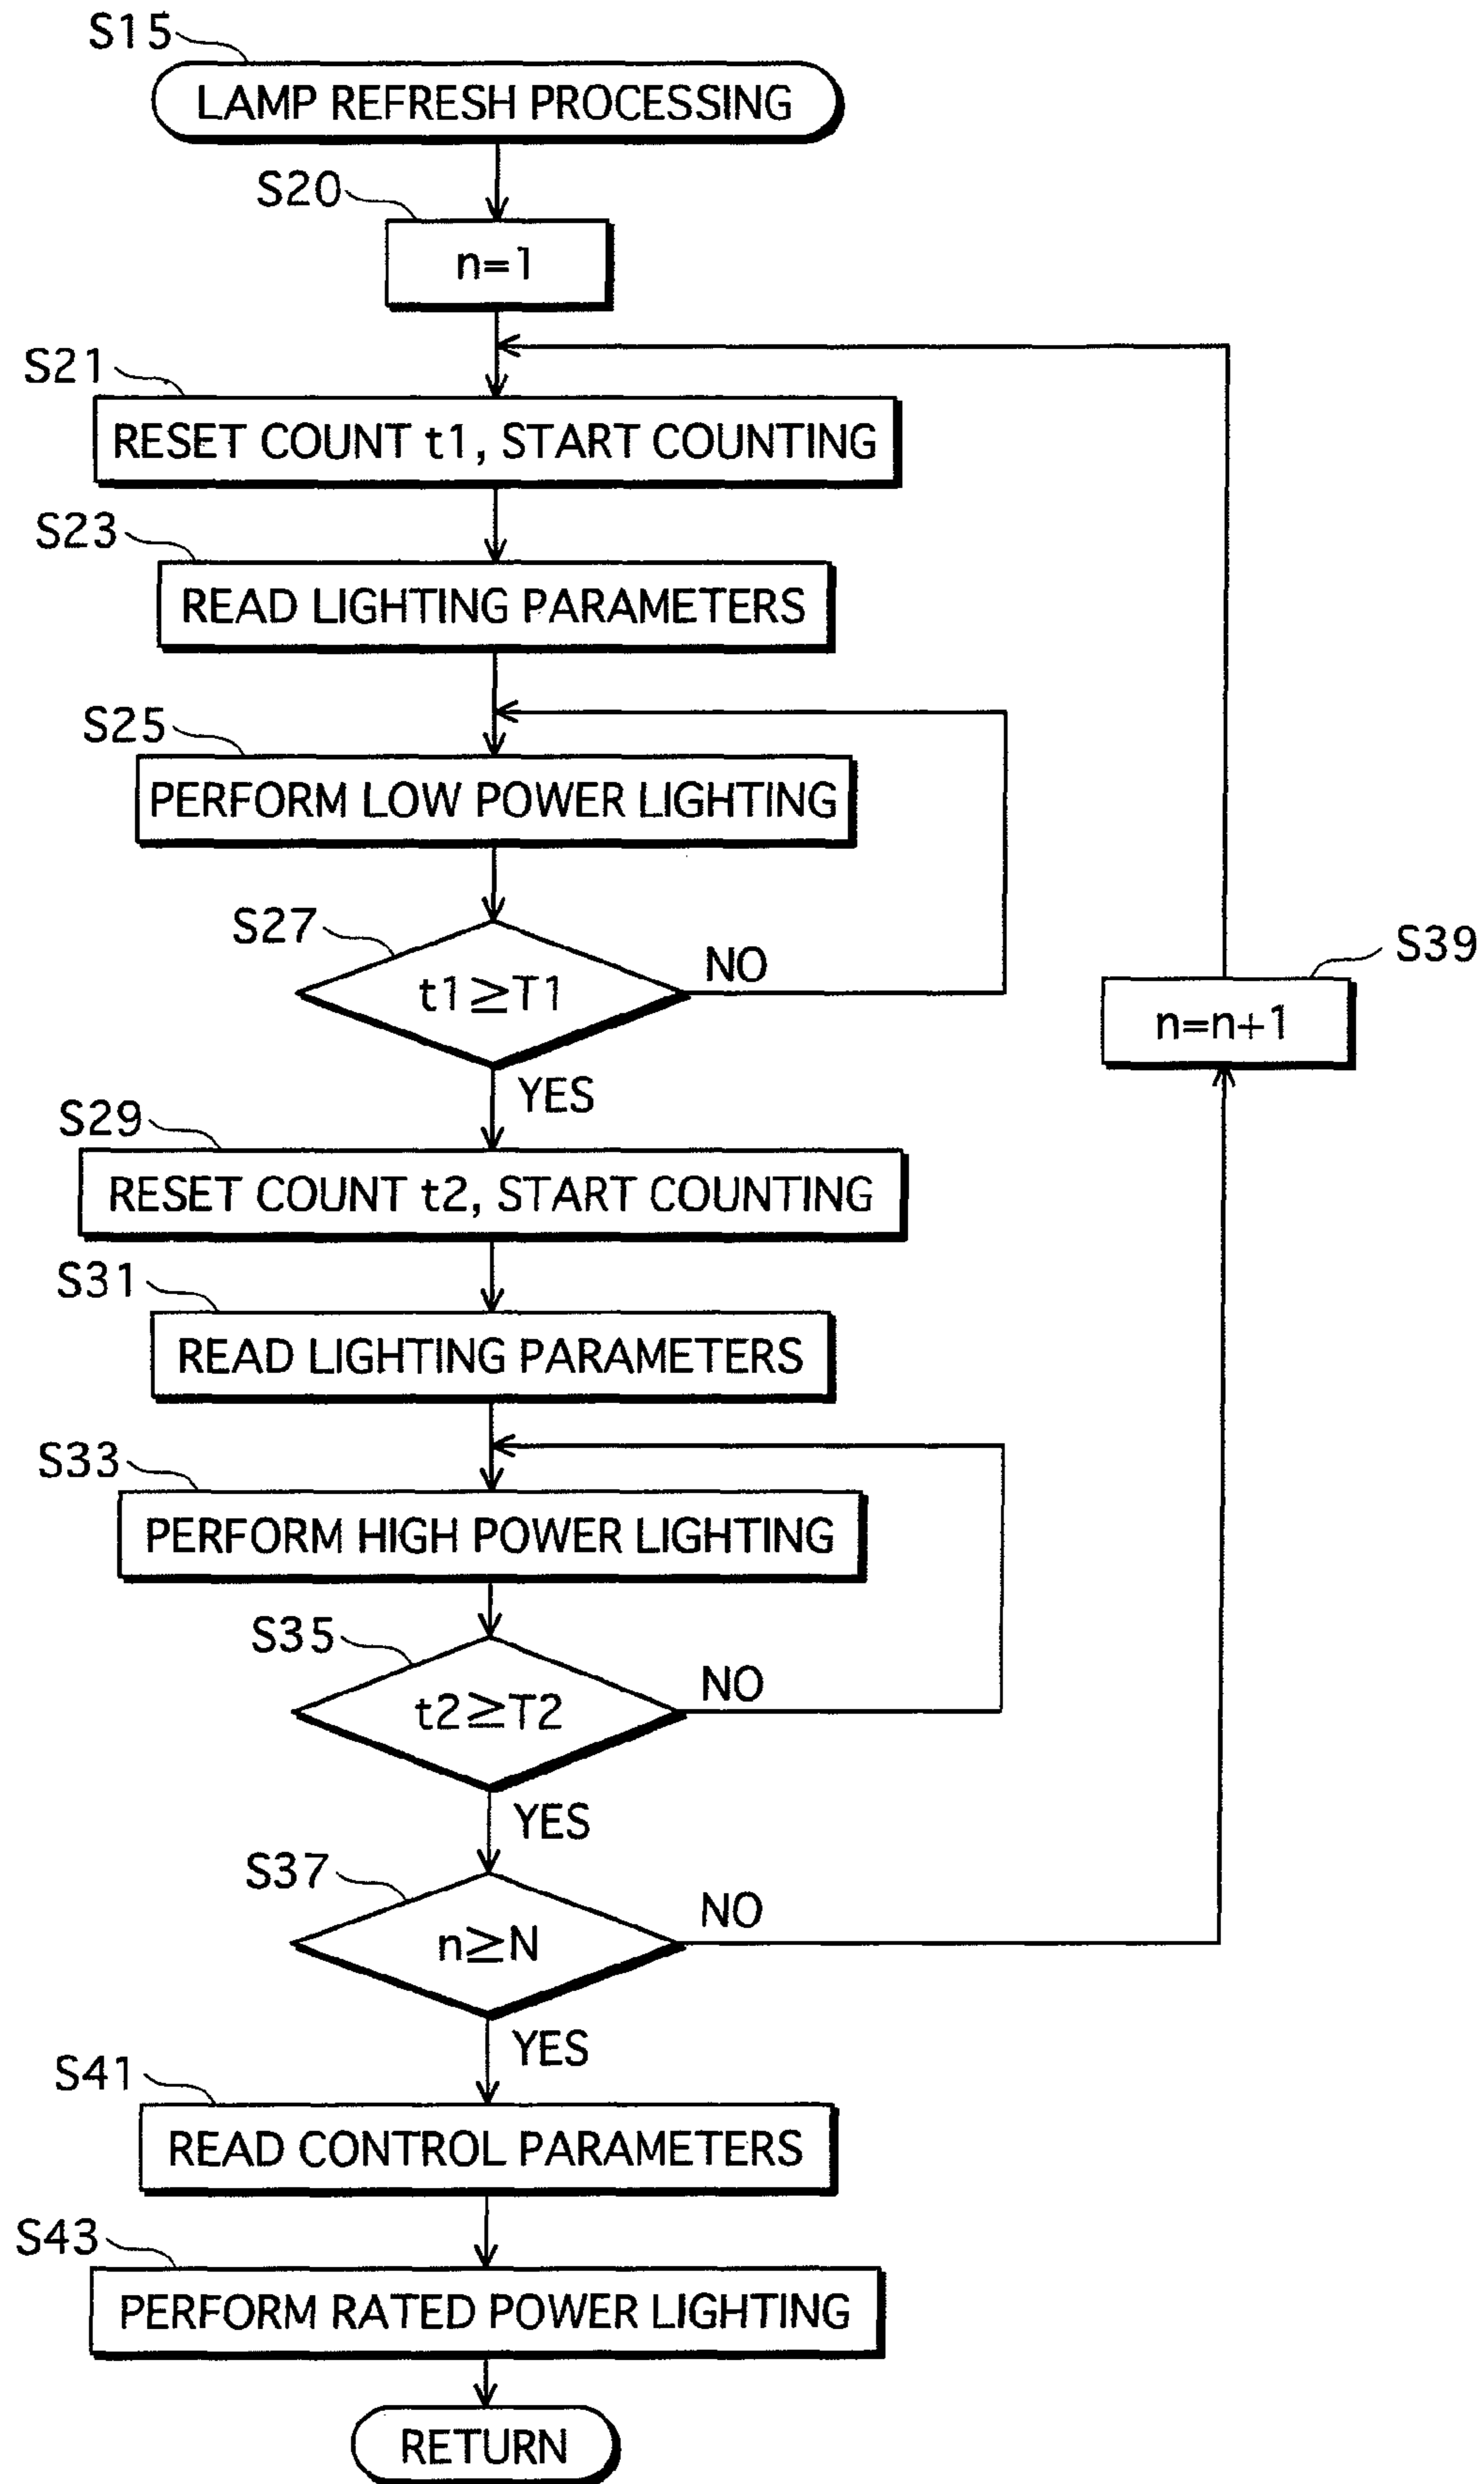 S15
LAMP REFRESH PROCESSING
S20
n=1
S21
RESET COUNT t1, START COUNTING
S23
READ LIGHTING PARAMETERS
S25
PERFORM LOW POWER LIGHTING
S27
t1≥T1
NO
S39
n=n+1
YES
S29
RESET COUNT t2, START COUNTING
S31
READ LIGHTING PARAMETERS
S33
PERFORM HIGH POWER LIGHTING
S35
t2≥T2
NO
YES
S37
n≥N
NO
YES
S41
READ CONTROL PARAMETERS
S43
PERFORM RATED POWER LIGHTING
RETURN